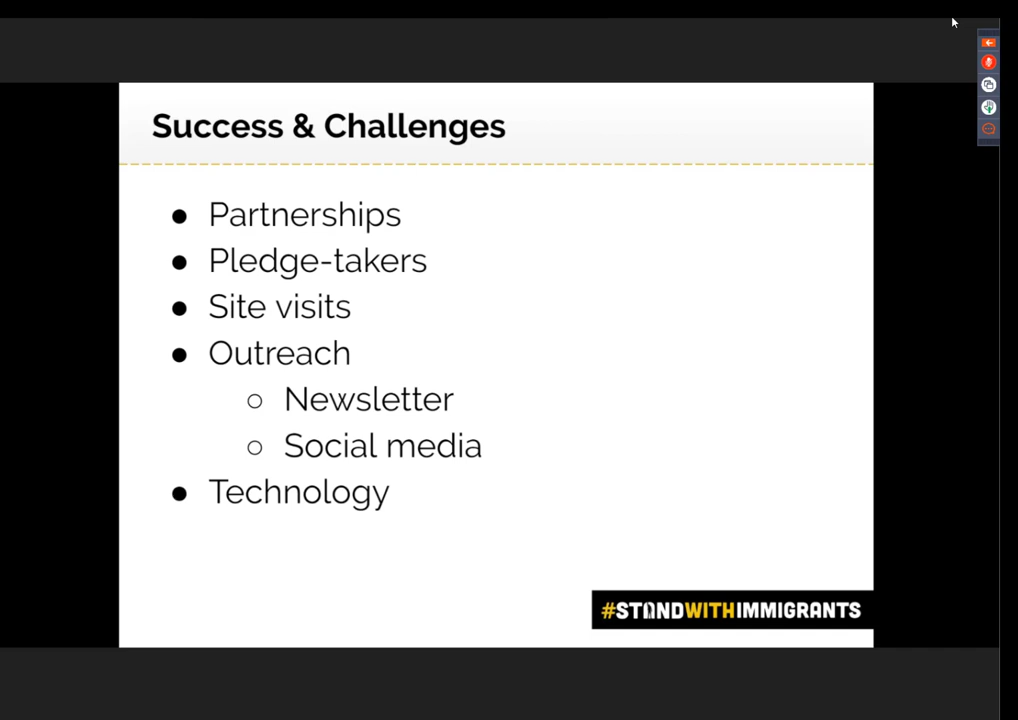 Success & Challenges
● Partnerships
● Pledge-takers
● Site visits
● Outreach
○ Newsletter
○ Social media
● Technology
#STANDWITHIMMIGRANTS